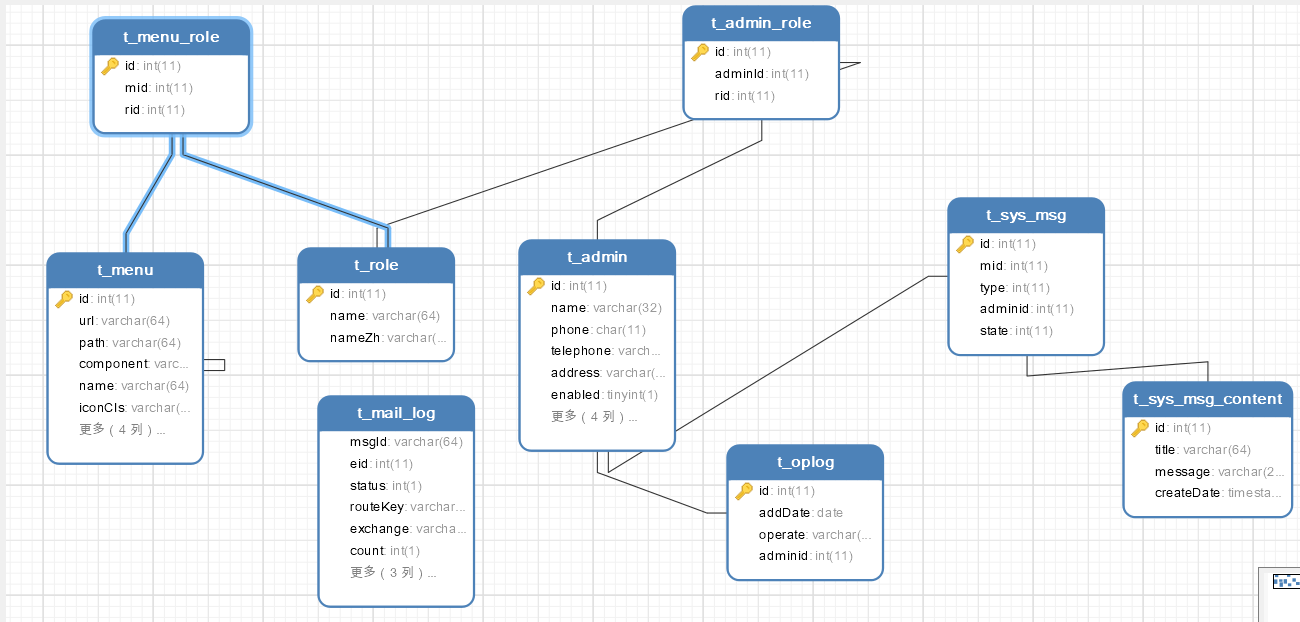 t_menu_role
id: int(11)
mid: int(11)
rid: int(11)
t_admin_role
id: int(11)
adminId: int(11)
rid: int(11)
t_menu
id: int(11)
url: varchar(64)
path: varchar(64)
component: varc...
name: varchar(64)
iconCls: varchar(...
更多 ( 4 列 ) ...
t_role
id: int(11)
name: varchar(64)
nameZh: varchar(...
t_admin
id: int(11)
name: varchar(32)
phone: char(11)
telephone: varch...
address: varchar(...
enabled: tinyint(1)
更多 ( 4 列 ) ...
t_sys_msg
id: int(11)
mid: int(11)
type: int(11)
adminid: int(11)
state: int(11)
t_mail_log
msgId: varchar(64)
eid: int(11)
status: int(1)
routeKey: varchar...
exchange: varcha...
count: int(1)
更多 ( 3 列 ) ...
t_oplog
id: int(11)
addDate: date
operate: varchar(...
adminid: int(11)
t_sys_msg_content
id: int(11)
title: varchar(64)
message: varchar(2...
createDate: timesta...